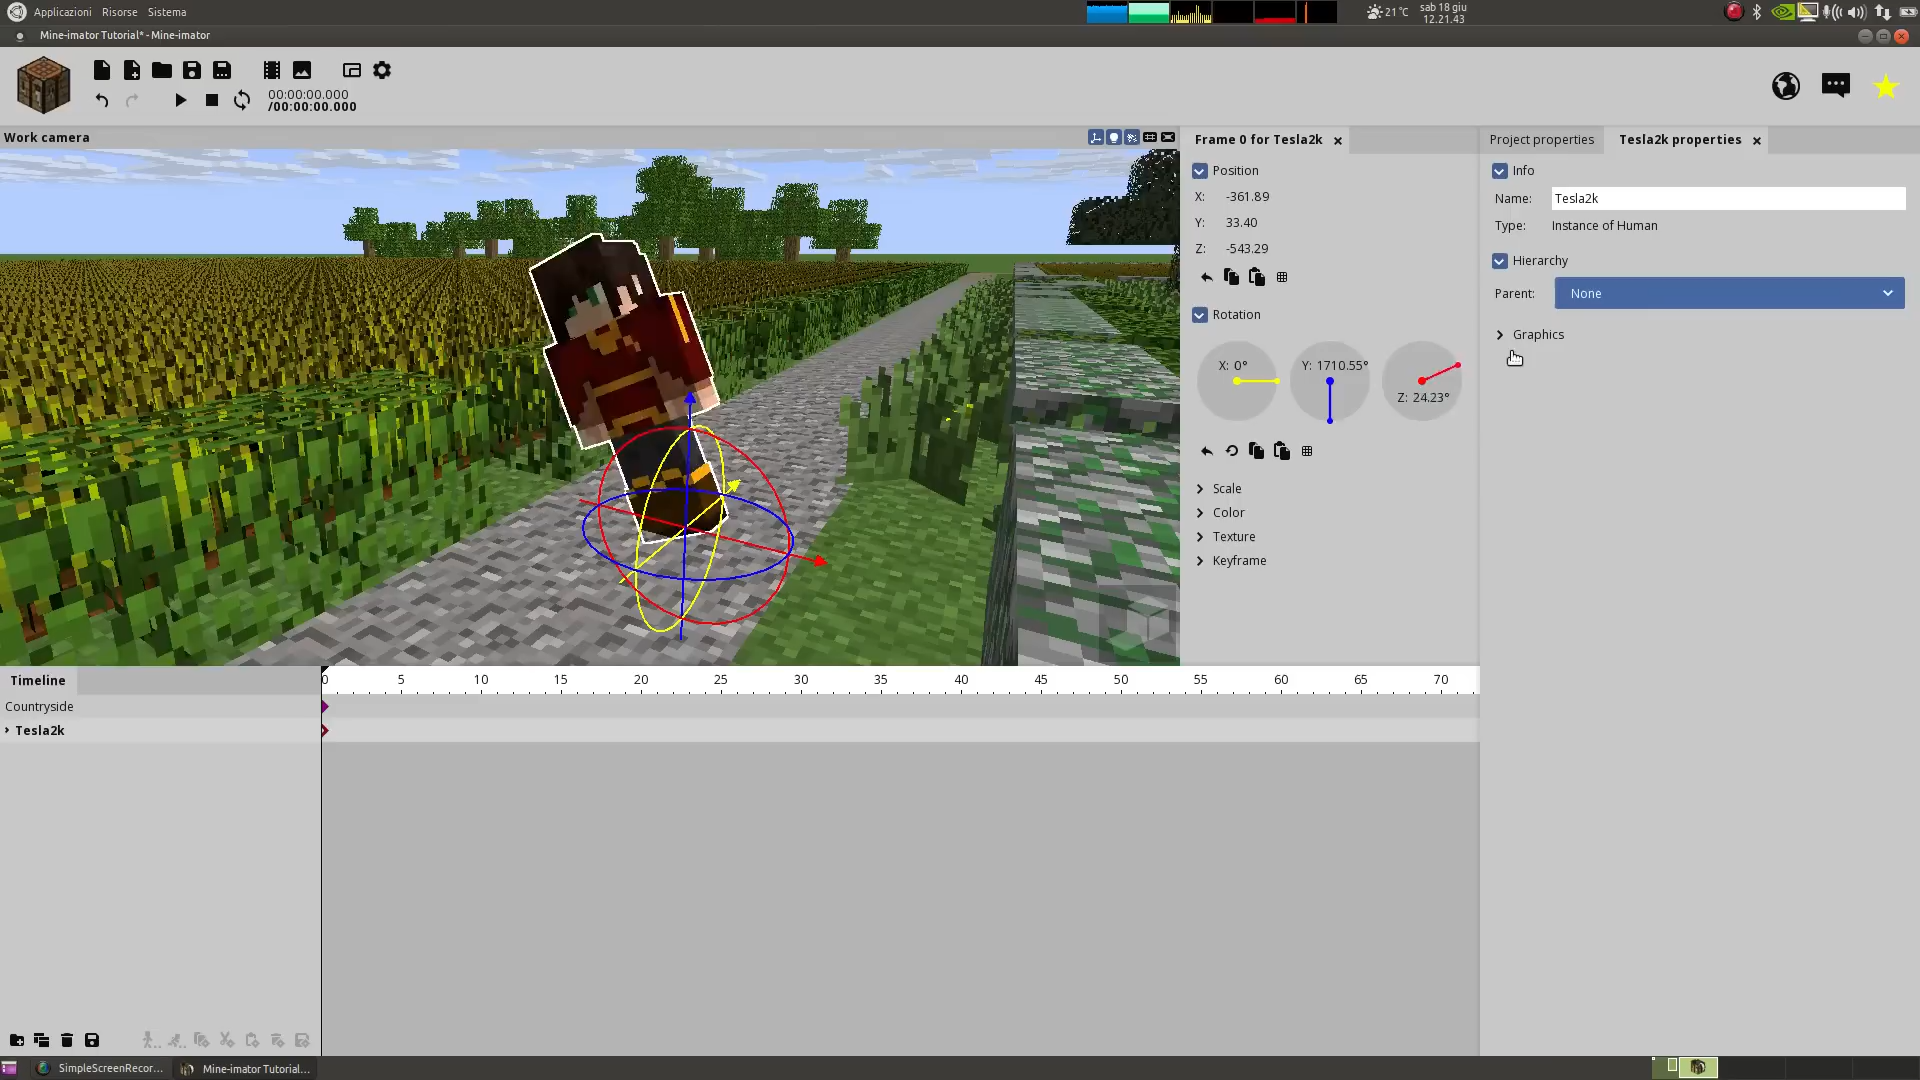 Applicazioni Risorse Sistema
21°C
sab 18 giu
12.21.43
Mine-imator Tutorial* - Mine-imator
00:00:00.000
/00:00:00.000
Work camera
Frame 0 for Tesla2k
Position
X: -361.89
Y: 33.40
Z: -543.29
Rotation
X: 0°
Y: 1710.55°
Z: 24.23°
Scale
Color
Texture
Keyframe
Project properties
Tesla2k properties
Info
Name: Tesla2k
Type: Instance of Human
Hierarchy
Parent: None
Graphics
Timeline
0 5 10 15 20 25 30 35 40 45 50 55 60 65 70
Countryside
Tesla2k
SimpleScreenRecor...
Mine-imator Tutorial...